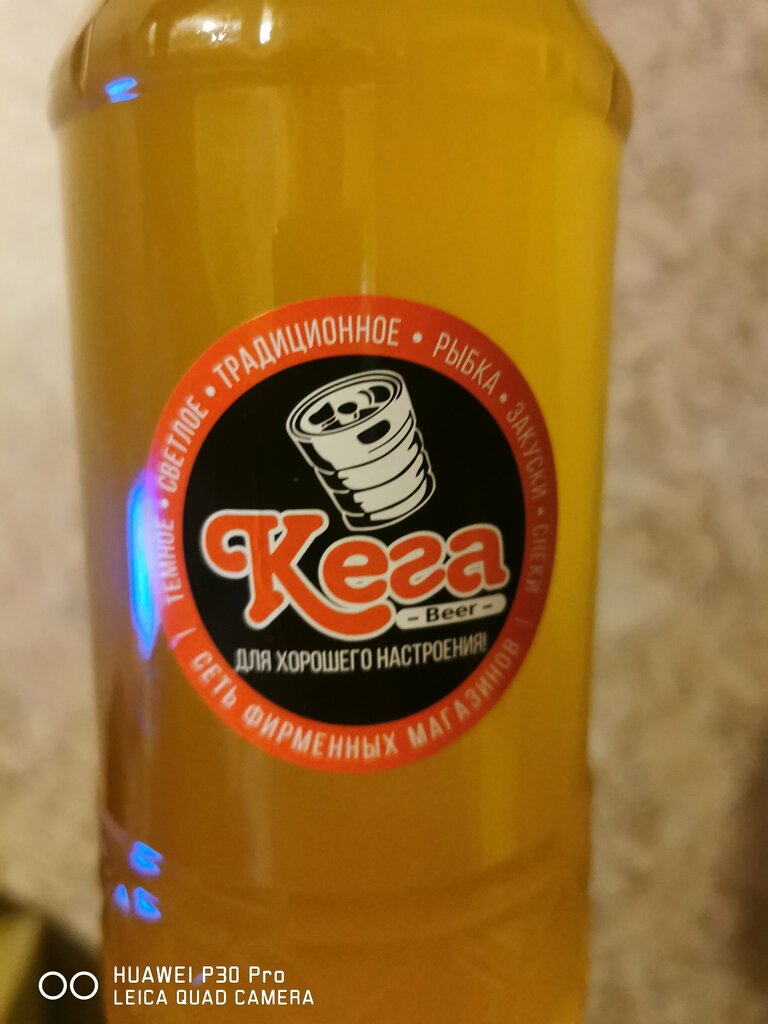 ТЕМНОЕ • СВЕТЛОЕ • ТРАДИЦИОННОЕ • РЫБКА • ЗАКУСКИ • СНЕКИ
Кега
- Beer -
ДЛЯ ХОРОШЕГО НАСТРОЕНИЯ!
СЕТЬ ФИРМЕННЫХ МАГАЗИНОВ
HUAWEI P30 Pro
LEICA QUAD CAMERA